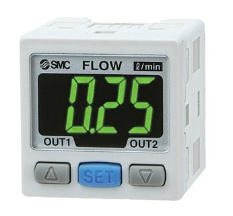 SMC FLOW ℓ/min
0.25
OUT1 OUT2
SET